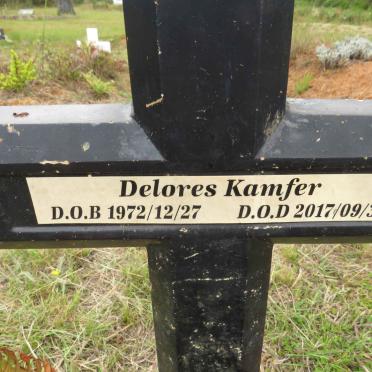 Delores Kamfer
D.O.B 1972/12/27 D.O.D 2017/09/3